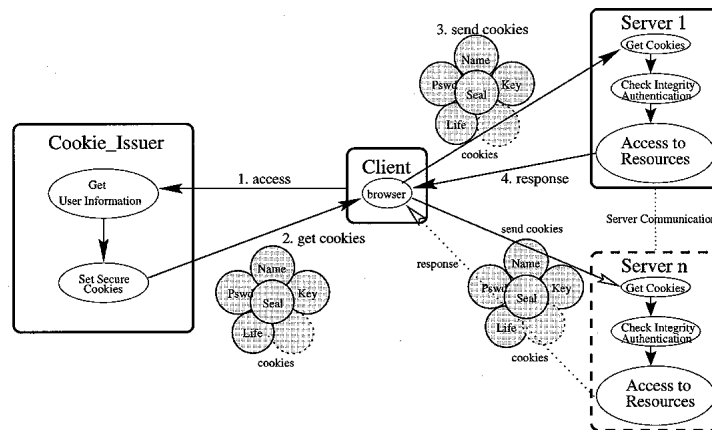 Cookie_Issuer
Get
User Information
Set Secure
Cookies
1. access
2. get cookies
Name
Pswd
Seal
Key
Life
cookies
Client
browser
3. send cookies
Name
Pswd
Seal
Key
Life
cookies
4. response
send cookies
response
Name
Pswd
Seal
Key
Life
cookies
Server 1
Get Cookies
Check Integrity
Authentication
Access to
Resources
Server Communication
Server n
Get Cookies
Check Integrity
Authentication
Access to
Resources